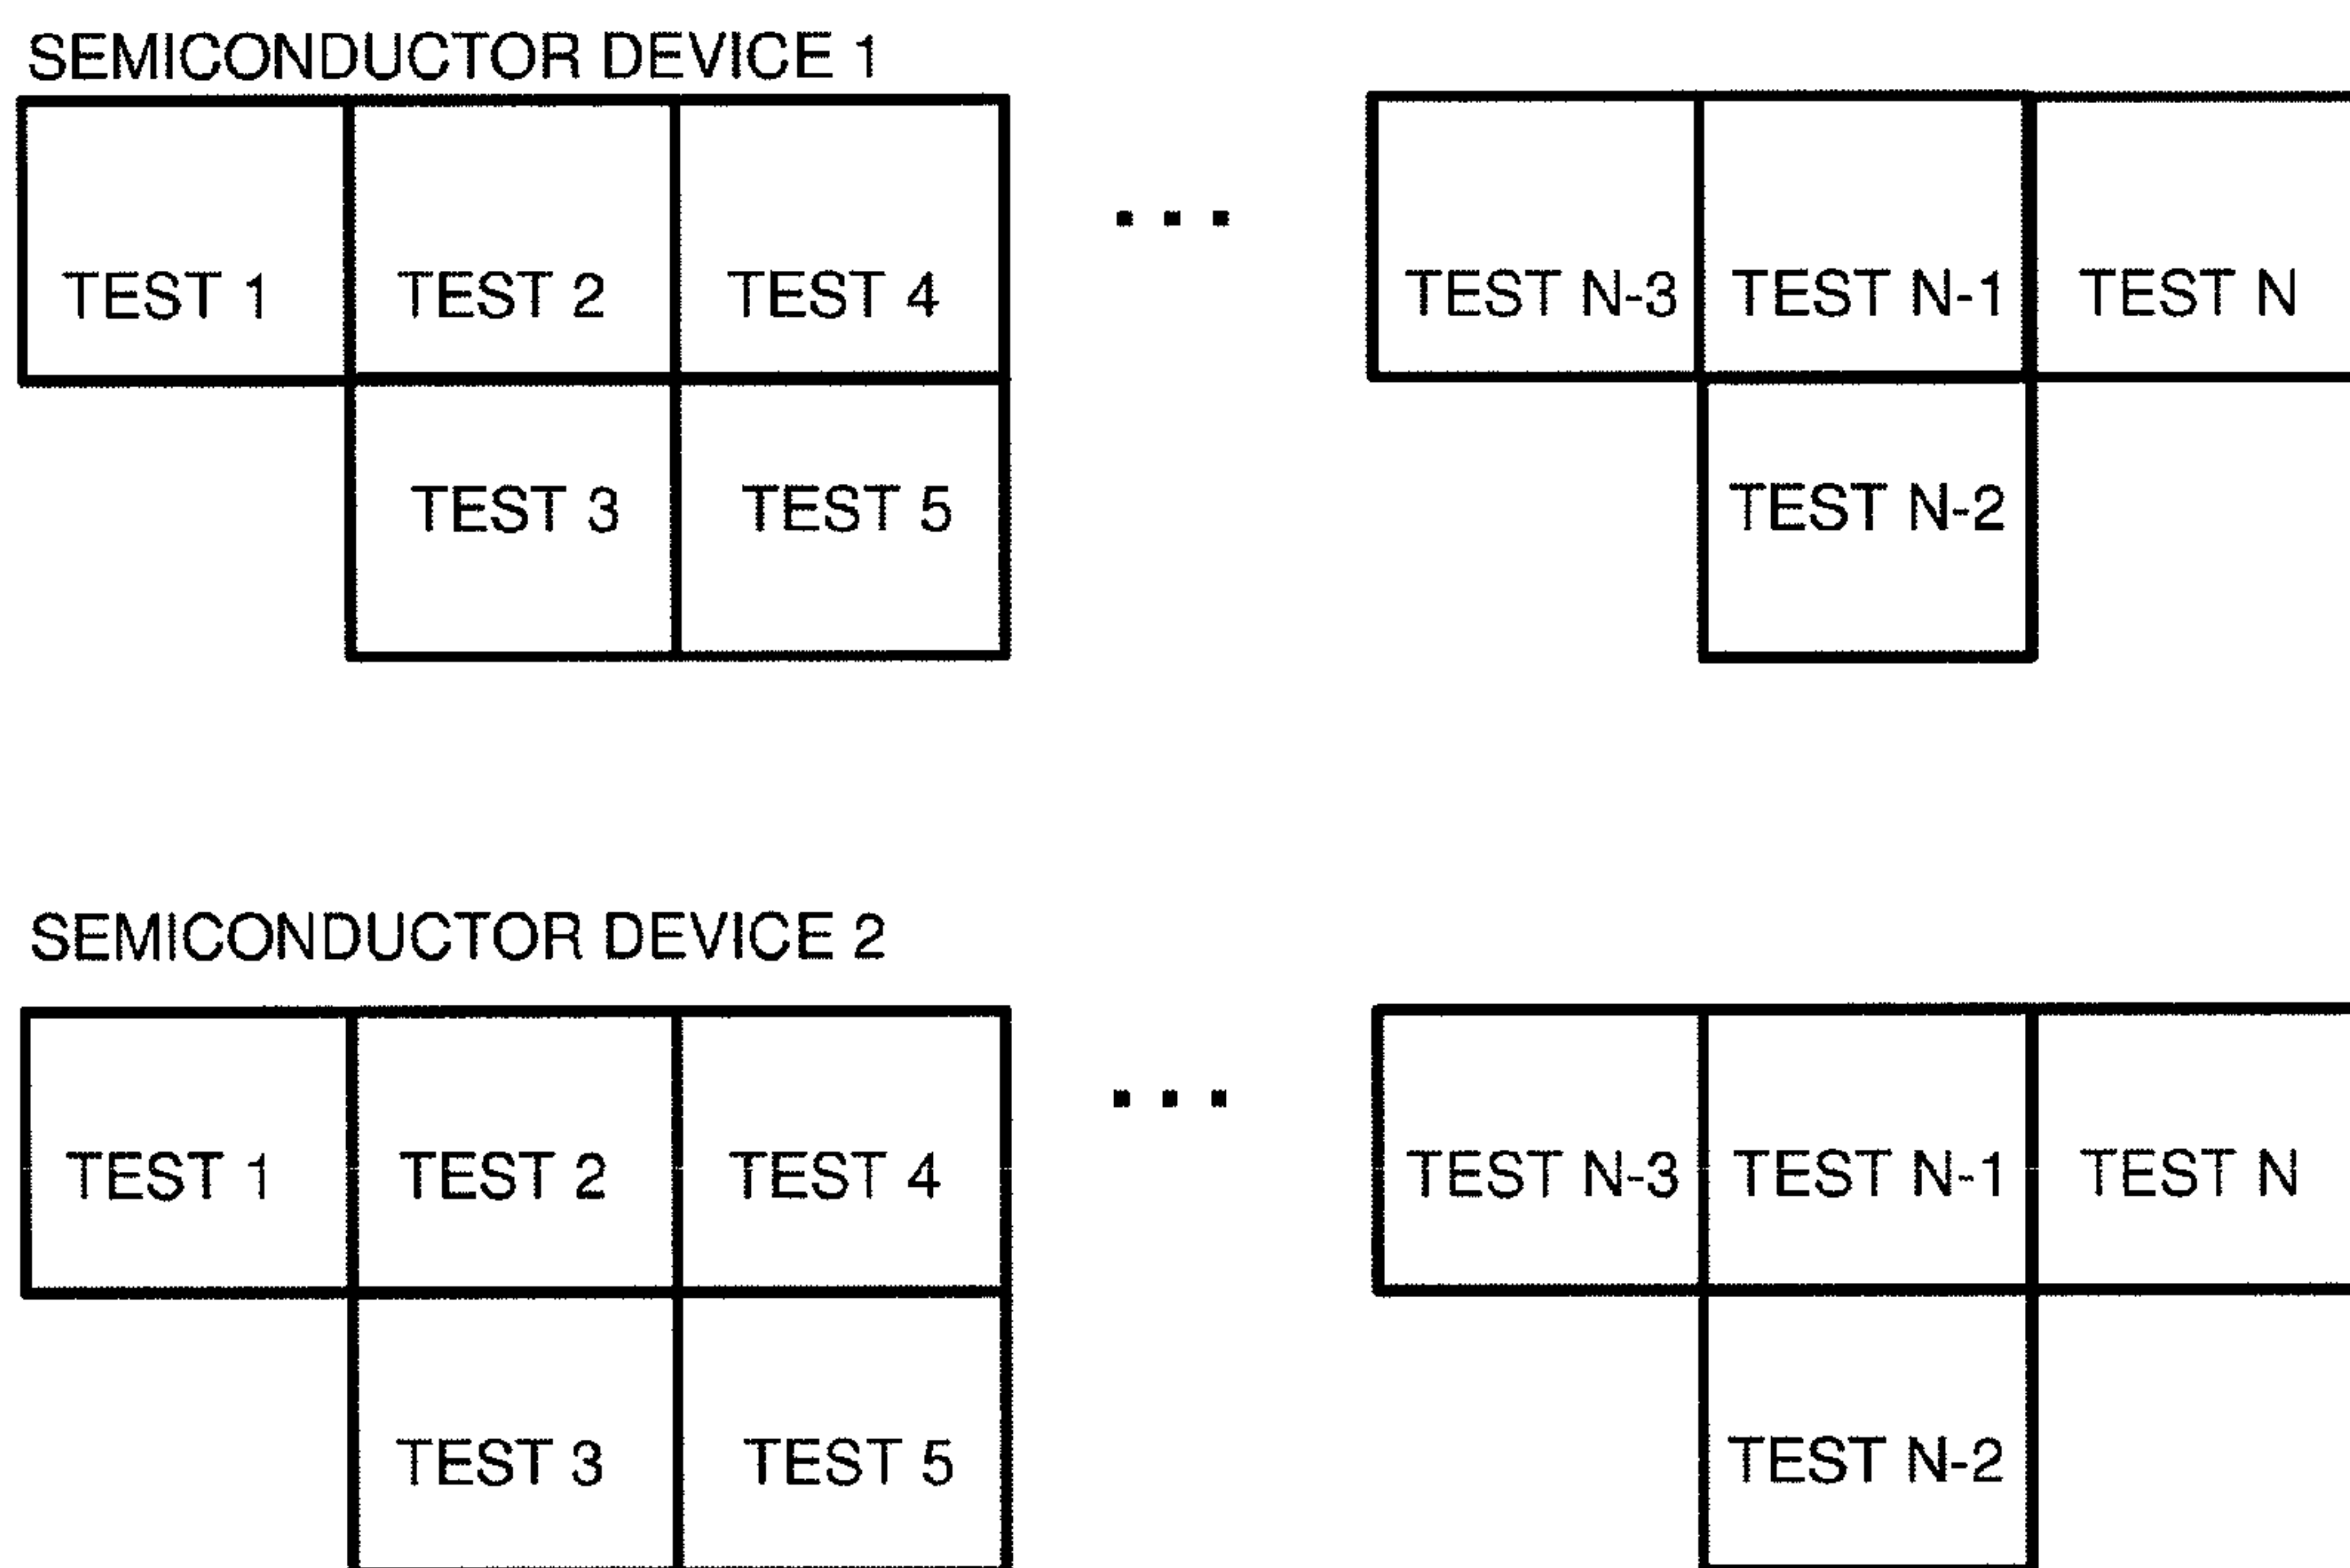 SEMICONDUCTOR DEVICE 1
TEST 1 TEST 2 TEST 4 ... TEST N-3 TEST N-1 TEST N
TEST 3 TEST 5 TEST N-2
SEMICONDUCTOR DEVICE 2
TEST 1 TEST 2 TEST 4 ... TEST N-3 TEST N-1 TEST N
TEST 3 TEST 5 TEST N-2